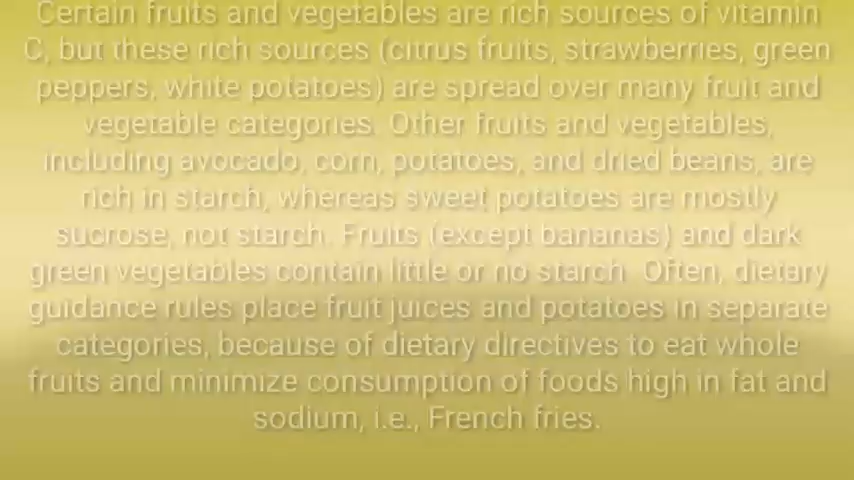 Certain fruits and vegetables are rich sources of vitamin
C, but these rich sources (citrus fruits, strawberries, green
peppers, white potatoes) are spread over many fruit and
vegetable categories. Other fruits and vegetables,
including avocado, corn, potatoes, and dried beans, are
rich in starch, whereas sweet potatoes are mostly
sucrose, not starch. Fruits (except bananas) and dark
green vegetables contain little or no starch. Often, dietary
guidance rules place fruit juices and potatoes in separate
categories, because of dietary directives to eat whole
fruits and minimize consumption of foods high in fat and
sodium, i.e., French fries.